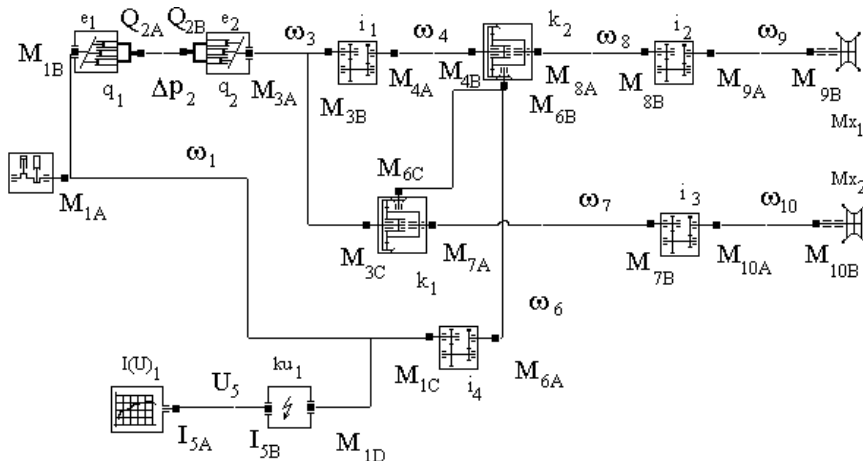 e1 Q2A Q2B e2 ω3 i1 ω4 k2 ω8 i2 ω9
M1B q1 Δp2 q2 M3A M3B M4A M4B M8A M6B M8B M9A M9B
Mx1
ω1 M6C Mx2
M1A ω7 i3 ω10
M3C M7A M7B M10A M10B
k1
ω6
I(U)1 ku1 M1C i4 M6A
U5
I5A I5B M1D